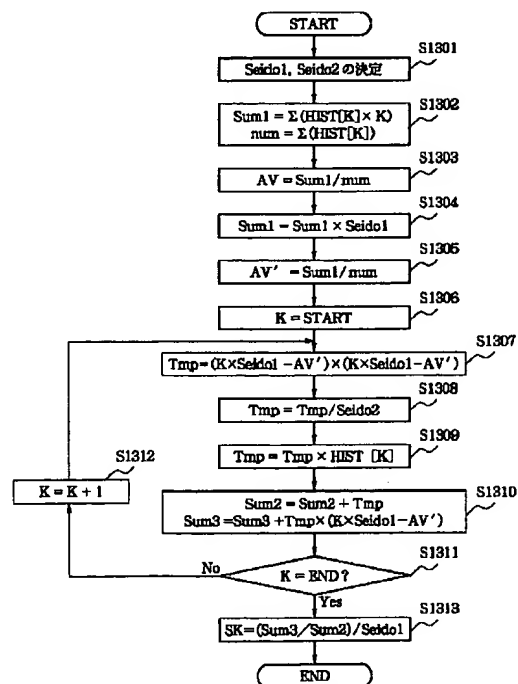 START
S1301
Seido1, Seido2 の決定
S1302
Sum1 = Σ(HIST[K]× K)
num = Σ(HIST[K])
S1303
AV = Sum1/num
S1304
Sum1 = Sum1 × Seido1
S1305
AV' = Sum1/num
S1306
K = START
S1307
Tmp=(K×Seido1 −AV')×(K×Seido1−AV')
S1308
Tmp = Tmp/Seido2
S1309
Tmp = Tmp × HIST [K]
S1312
K = K + 1
S1310
Sum2 = Sum2 + Tmp
Sum3 =Sum3 +Tmp×(K×Seido1−AV')
S1311
No
K = END?
Yes
S1313
SK=(Sum3/Sum2)/Seido1
END